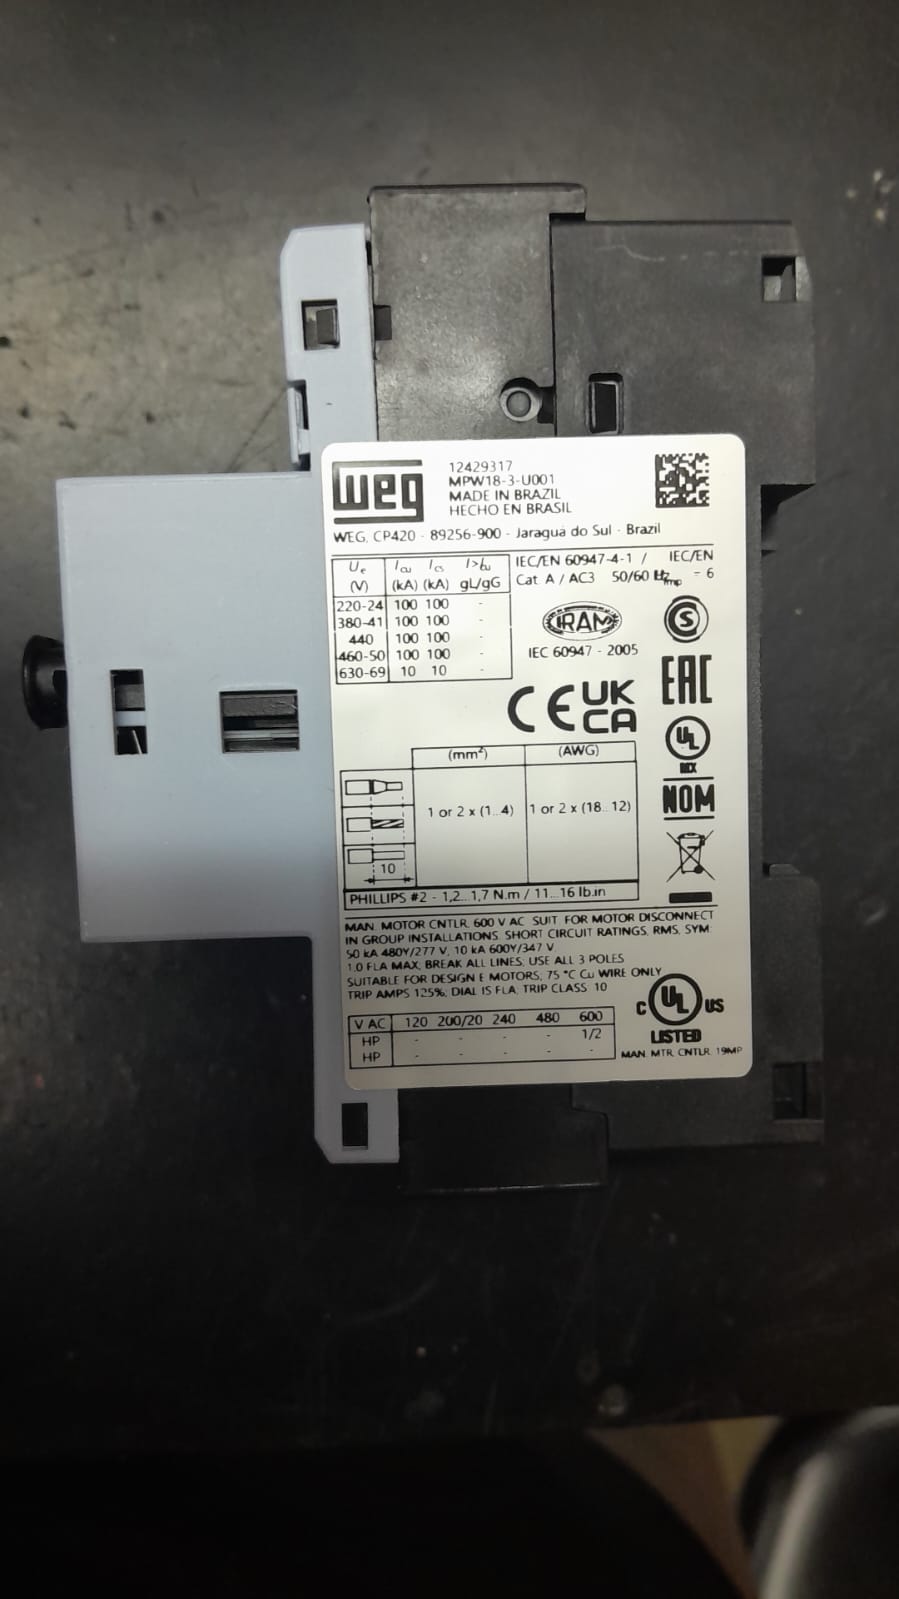 WEG
12429317
MPW18-3-U001
MADE IN BRAZIL
HECHO EN BRASIL
WEG, CP420 - 89256-900 - Jaraguá do Sul - Brazil
Ue (V) Icu (kA) Ics (kA) I>Icu gL/gG
220-24 100 100 -
380-41 100 100 -
440 100 100 -
460-50 100 100 -
630-69 10 10 -
IEC/EN 60947-4-1 / IEC/EN
Cat. A / AC3 50/60 Hz = 6
IRAM
IEC 60947 - 2005
S
CE UK CA
EAC
UL
MX
NOM
(mm²) (AWG)
1 or 2 x (1...4) 1 or 2 x (18...12)
10
PHILLIPS #2 - 1,2...1,7 N.m / 11...16 lb.in
MAN. MOTOR CNTLR. 600 V AC. SUIT. FOR MOTOR DISCONNECT
IN GROUP INSTALLATIONS. SHORT CIRCUIT RATINGS, RMS, SYM:
50 kA 480Y/277 V, 10 kA 600Y/347 V
1.0 FLA MAX, BREAK ALL LINES, USE ALL 3 POLES
SUITABLE FOR DESIGN E MOTORS, 75 °C Cu WIRE ONLY
TRIP AMPS 125%, DIAL IS FLA, TRIP CLASS 10
V AC 120 200/20 240 480 600
HP - - - - 1/2
HP - - - - -
C UL US
LISTED
MAN. MTR. CNTLR. 19MP